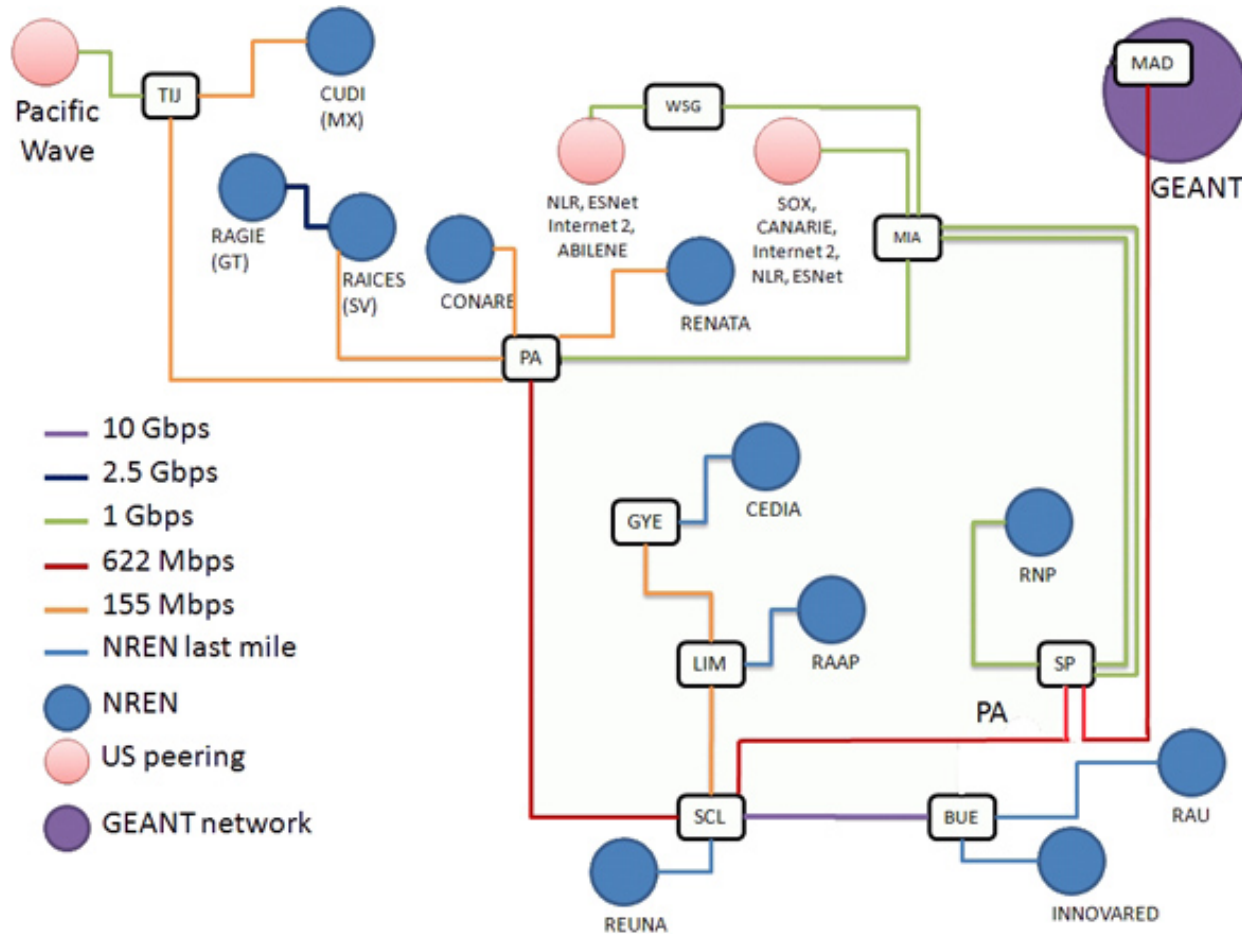 Pacific
Wave
TIJ
CUDI
(MX)
RAGIE
(GT)
RAICES
(SV)
CONARE
WSG
NLR, ESNet
Internet 2,
ABILENE
SOX,
CANARIE,
Internet 2,
NLR, ESNet
RENATA
MIA
MAD
GEANT
PA
10 Gbps
2.5 Gbps
1 Gbps
622 Mbps
155 Mbps
NREN last mile
NREN
US peering
GEANT network
GYE
CEDIA
LIM
RAAP
RNP
SP
PA
SCL
BUE
RAU
REUNA
INNOVARED